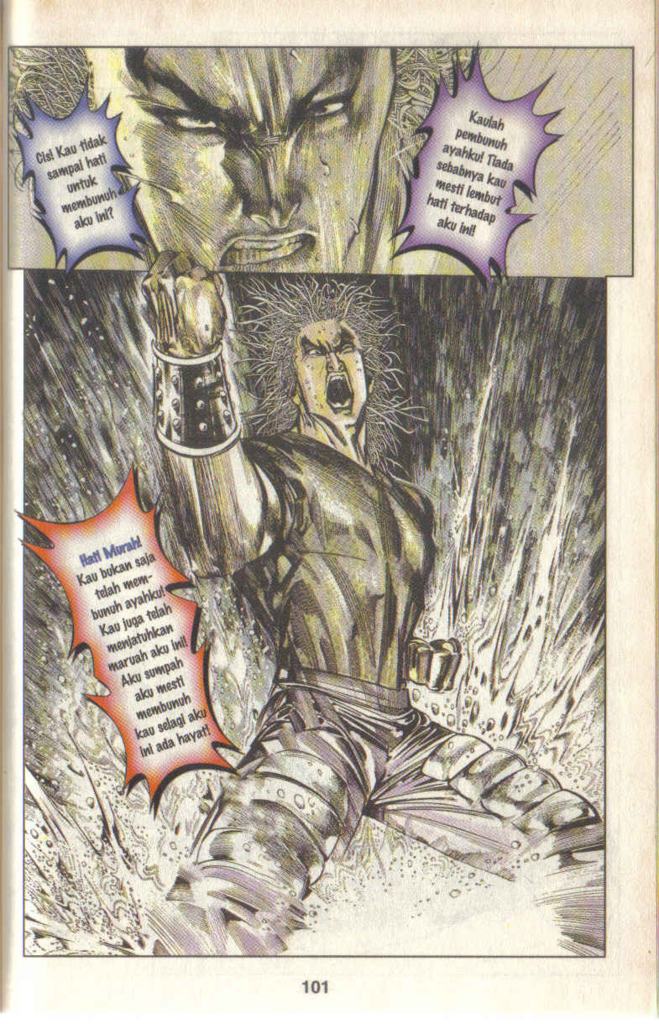 Cis! Kau tidak
sampai hati
untuk
membunuh
aku ini?
Kaulah
pembunuh
ayahku! Tiada
sebabnya kau
mesti lembut
hati terhadap
aku ini!
Hati Murah!
Kau bukan saja
telah mem-
bunuh ayahku!
Kau juga telah
menjatuhkan
maruah aku ini!
Aku sumpah
aku mesti
membunuh
kau selagi aku
ini ada hayat!
101